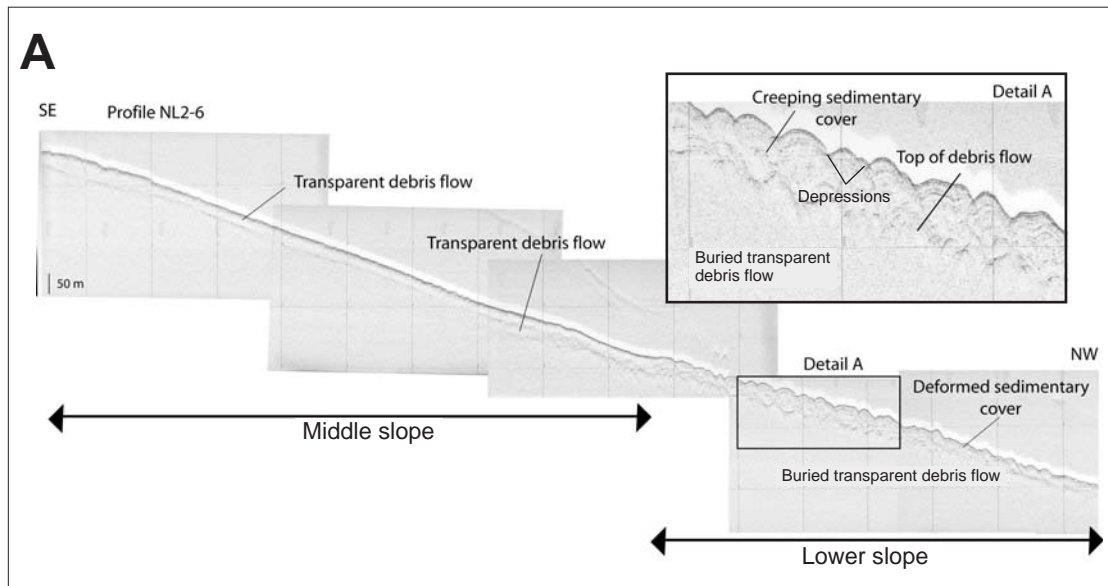 A
SE
Profile NL2-6
Transparent debris flow
Transparent debris flow
50 m
Detail A
Creeping sedimentary
cover
Top of debris flow
Depressions
Buried transparent
debris flow
NW
Detail A
Deformed sedimentary
cover
Buried transparent debris flow
Middle slope
Lower slope